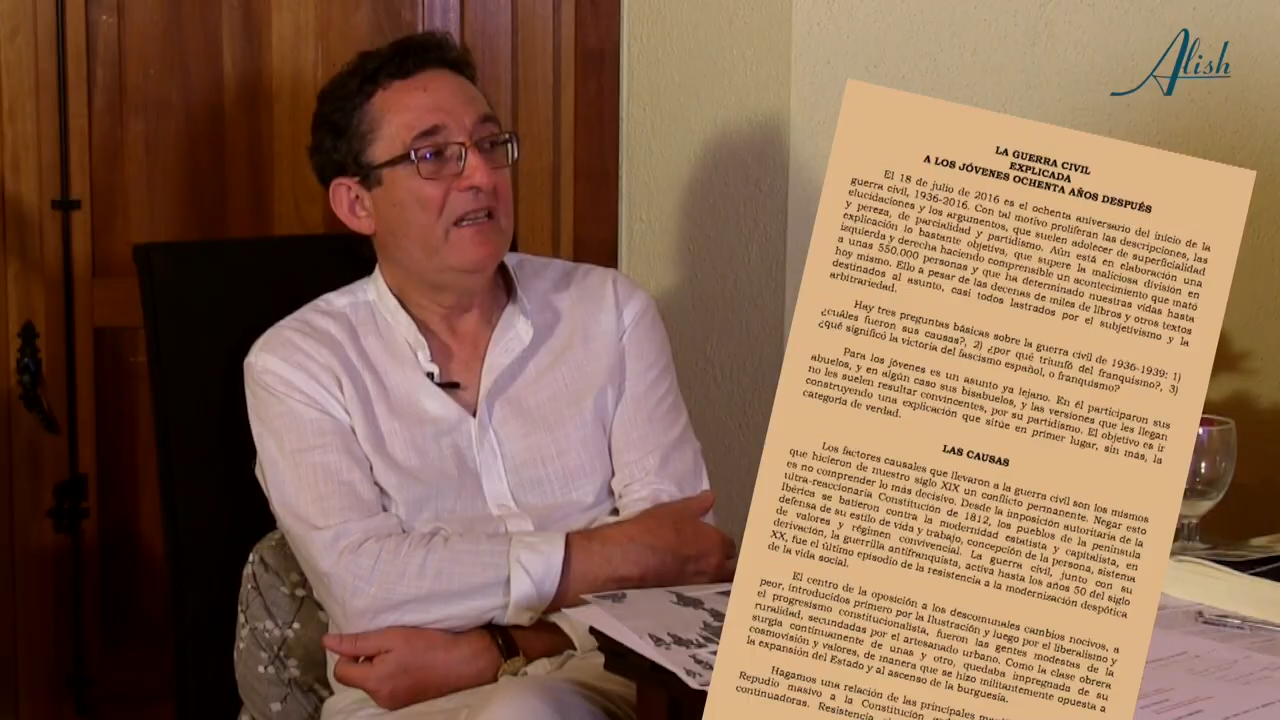 Alish
LA GUERRA CIVIL
EXPLICADA
A LOS JÓVENES OCHENTA AÑOS DESPUÉS
El 18 de julio de 2016 es el ochenta aniversario del inicio de la
guerra civil, 1936-2016. Con tal motivo proliferan las descripciones, las
elucidaciones y los argumentos, que suelen adolecer de superficialidad
y pereza, de parcialidad y partidismo. Aún está en elaboración una
explicación lo bastante objetiva, que supere la maliciosa división en
izquierda y derecha haciendo comprensible un acontecimiento que mató
a unas 550.000 personas y que ha determinado nuestras vidas hasta
hoy mismo. Ello a pesar de las decenas de miles de libros y otros textos
destinados al asunto, casi todos lastrados por el subjetivismo y la
arbitrariedad.
Hay tres preguntas básicas sobre la guerra civil de 1936-1939: 1)
¿cuáles fueron sus causas?, 2) ¿por qué triunfó del franquismo?, 3)
¿qué significó la victoria del fascismo español, o franquismo?
Para los jóvenes es un asunto ya lejano. En él participaron sus
abuelos, y en algún caso sus bisabuelos, y las versiones que les llegan
no les suelen resultar convincentes, por su partidismo. El objetivo es ir
construyendo una explicación que sitúe en primer lugar, sin más, la
categoría de verdad.
LAS CAUSAS
Los factores causales que llevaron a la guerra civil son los mismos
que hicieron de nuestro siglo XIX un conflicto permanente. Negar esto
es no comprender lo más decisivo. Desde la imposición autoritaria de la
ultra-reaccionaria Constitución de 1812, los pueblos de la península
Ibérica se batieron contra la modernidad estatista y capitalista, en
defensa de su estilo de vida y trabajo, concepción de la persona, sistema
de valores y régimen convivencial. La guerra civil, junto con su
derivación, la guerrilla antifranquista, activa hasta los años 50 del siglo
XX, fue el último episodio de la resistencia a la modernización despótica
de la vida social.
El centro de la oposición a los descomunales cambios nocivos, a
peor, introducidos primero por la Ilustración y luego por el liberalismo y
el progresismo constitucionalista, fueron las gentes modestas de la
ruralidad, secundadas por el artesanado urbano. Como la clase obrera
surgía continuamente de unas y otro, quedaba impregnada de su
cosmovisión y valores, de manera que se hizo militantemente opuesta a
la expansión del Estado y al ascenso de la burguesía.
Hagamos una relación de las principales
Repudio masivo a la Constitución
continuadoras. Resistencia